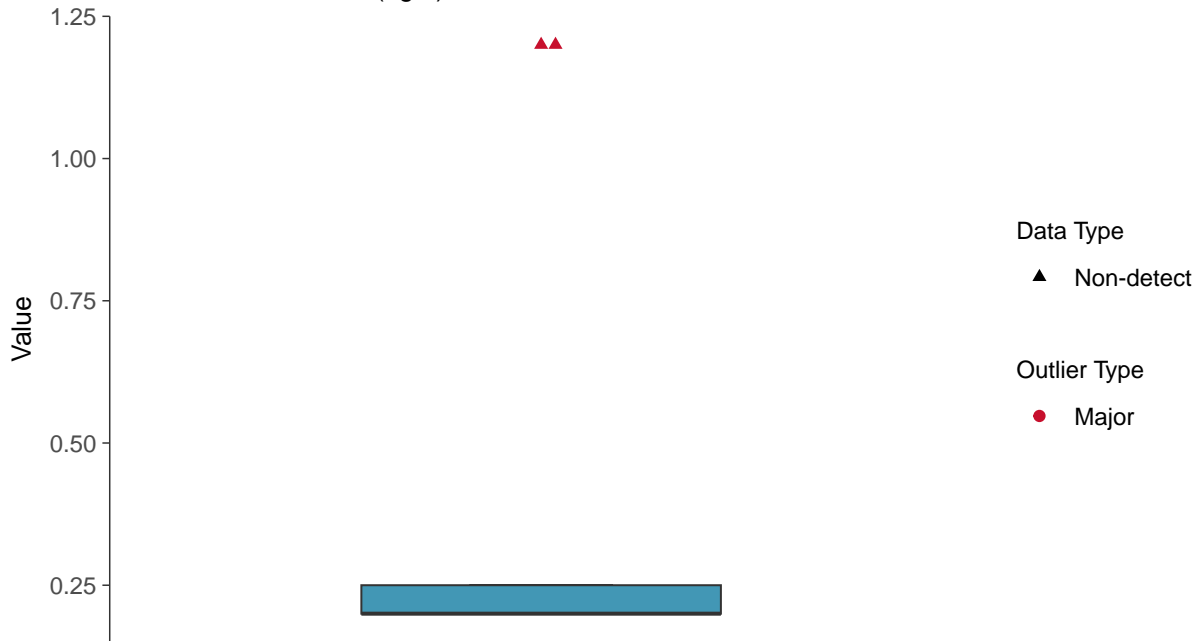 1.25
1.00
0.75
0.50
0.25
Value
Data Type
Non-detect
Outlier Type
Major